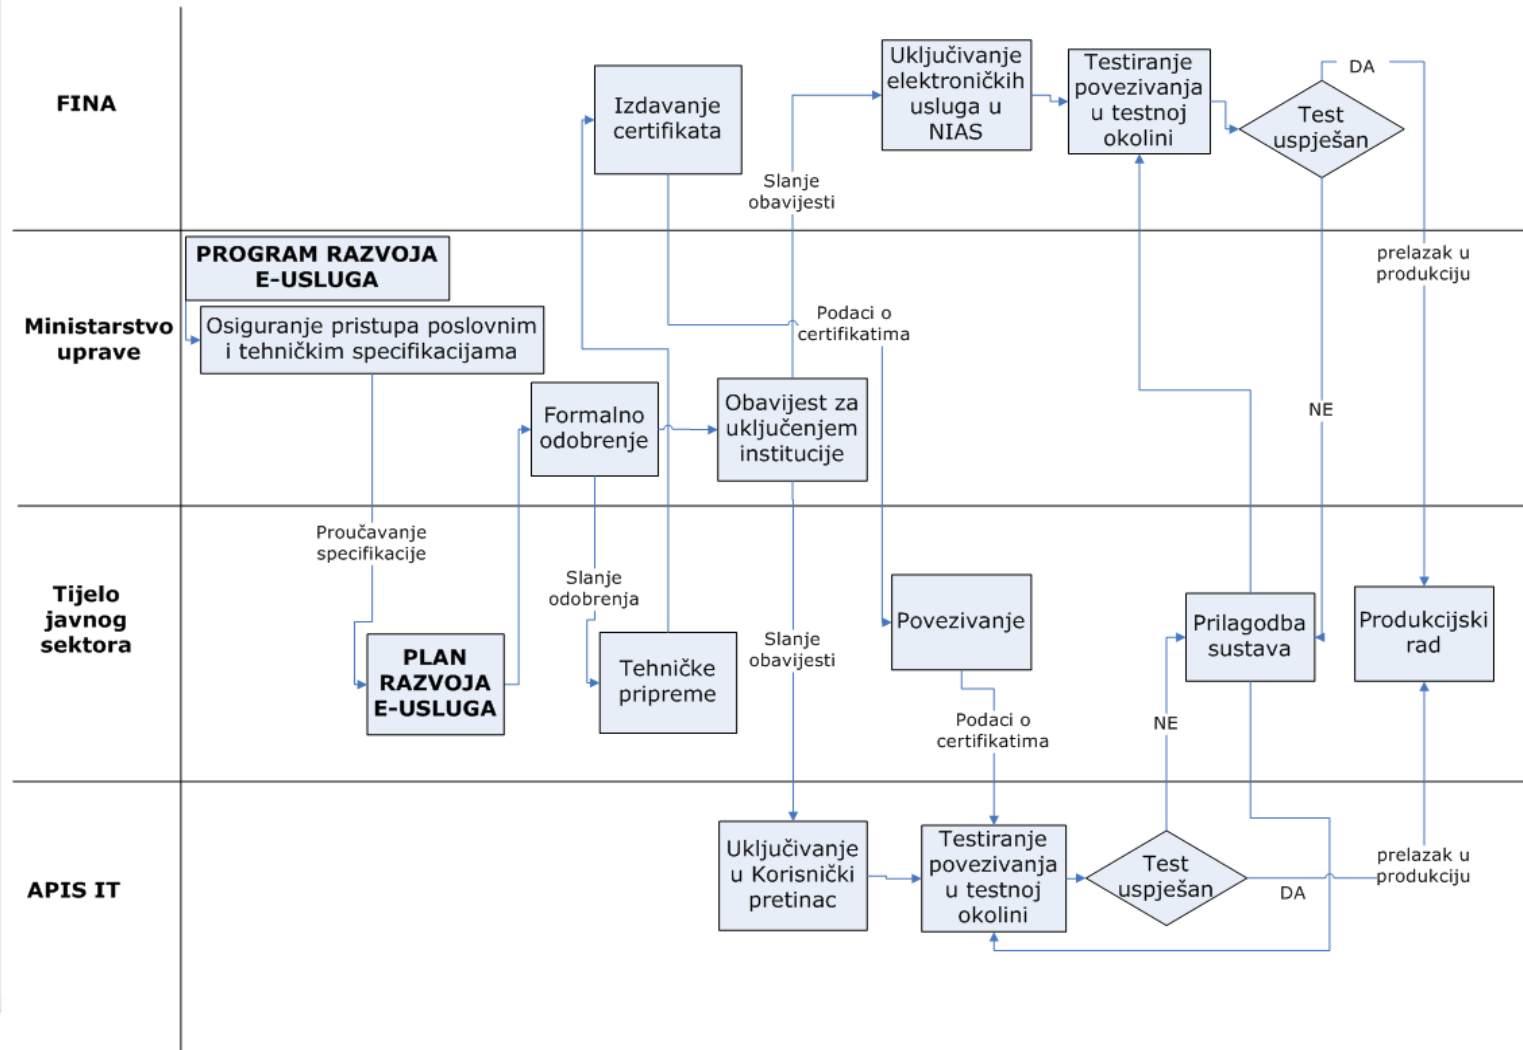 FINA
Izdavanje
certifikata
Slanje
obavijesti
Uključivanje
elektroničkih
usluga u
NIAS
Testiranje
povezivanja
u testnoj
okolini
Test
uspješan
DA
Ministarstvo
uprave
PROGRAM RAZVOJA
E-USLUGA
Osiguranje pristupa poslovnim
i tehničkim specifikacijama
Formalno
odobrenje
Obavijest za
uključenjem
institucije
Podaci o
certifikatima
NE
prelazak u
produkciju
Tijelo
javnog
sektora
Proučavanje
specifikacije
PLAN
RAZVOJA
E-USLUGA
Slanje
odobrenja
Tehničke
pripreme
Slanje
obavijesti
Povezivanje
Podaci o
certifikatima
NE
Prilagodba
sustava
Produkcijski
rad
APIS IT
Uključivanje
u Korisnički
pretinac
Testiranje
povezivanja
u testnoj
okolini
Test
uspješan
DA
prelazak u
produkciju